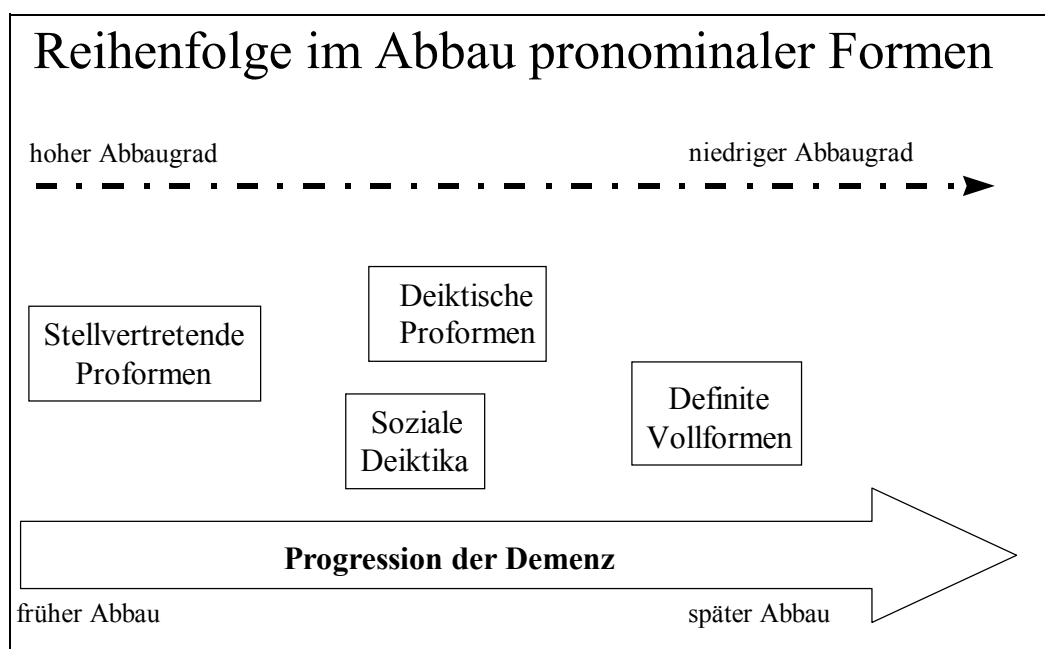 Reihenfolge im Abbau pronominaler Formen
hoher Abbaugrad
niedriger Abbaugrad
Stellvertretende
Proformen
Deiktische
Proformen
Soziale
Deiktika
Definite
Vollformen
Progression der Demenz
früher Abbau
später Abbau